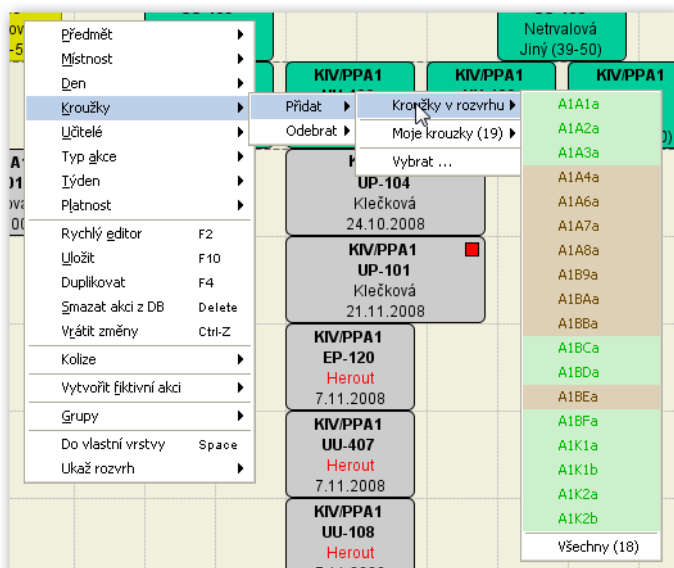 Netrvalová
Jiný (39-50)
KIV/PPA1
KIV/PPA1
KIV/PPA1
UP-104
Klečková
24.10.2008
KIV/PPA1
UP-101
Klečková
21.11.2008
KIV/PPA1
EP-120
Herout
7.11.2008
KIV/PPA1
UU-407
Herout
7.11.2008
KIV/PPA1
UU-108
Herout
Předmět
Místnost
Den
Kroužky
Učitelé
Typ akce
Týden
Platnost
Rychlý editor F2
Uložit F10
Duplikovat F4
Smazat akci z DB Delete
Vrátit změny Ctrl-Z
Kolize
Vytvořit fiktivní akci
Grupy
Do vlastní vrstvy Space
Ukaž rozvrh
Přidat
Odebrat
Kroužky v rozvrhu
Moje krouzky (19)
Vybrat ...
A1A1a
A1A2a
A1A3a
A1A4a
A1A6a
A1A7a
A1A8a
A1B9a
A1BAa
A1BBa
A1BCa
A1BDa
A1BEa
A1BFa
A1K1a
A1K1b
A1K2a
A1K2b
Všechny (18)